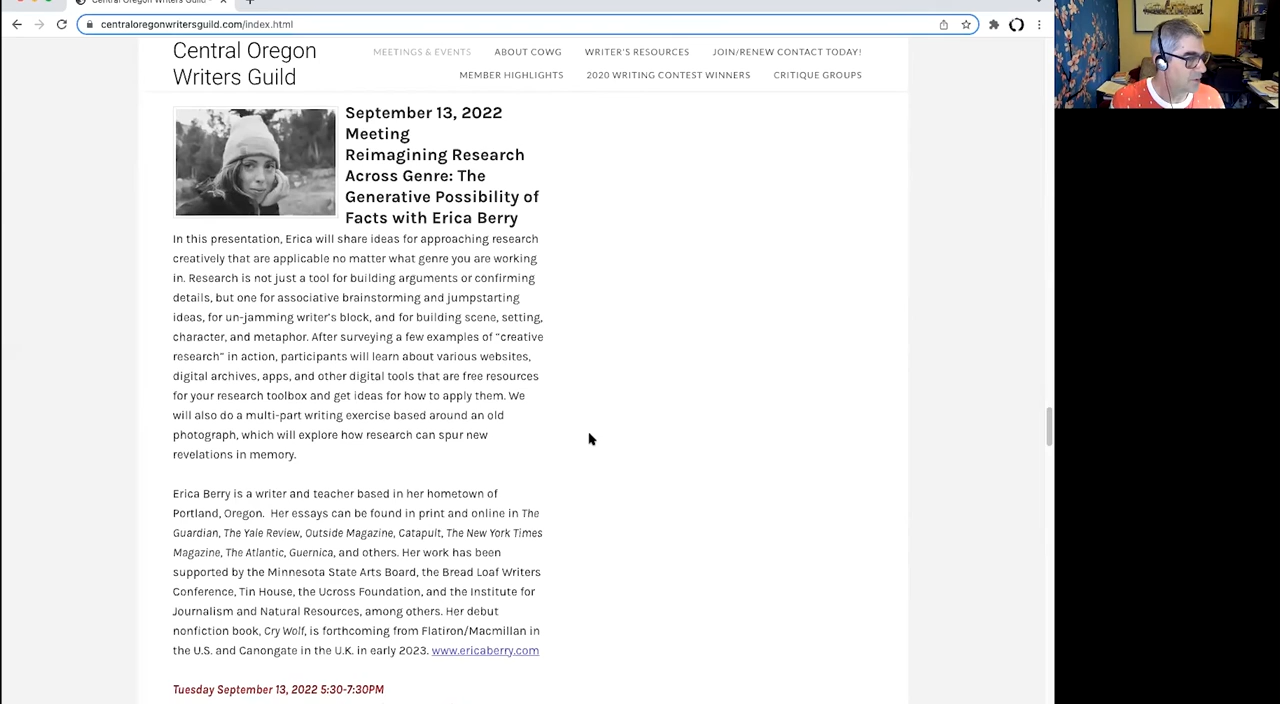 Central Oregon Writers Guild
centraloregonwritersguild.com/index.html
Central Oregon
Writers Guild
MEETINGS & EVENTS ABOUT COWG WRITER'S RESOURCES JOIN/RENEW CONTACT TODAY!
MEMBER HIGHLIGHTS 2020 WRITING CONTEST WINNERS CRITIQUE GROUPS
September 13, 2022
Meeting
Reimagining Research
Across Genre: The
Generative Possibility of
Facts with Erica Berry
In this presentation, Erica will share ideas for approaching research
creatively that are applicable no matter what genre you are working
in. Research is not just a tool for building arguments or confirming
details, but one for associative brainstorming and jumpstarting
ideas, for un-jamming writer's block, and for building scene, setting,
character, and metaphor. After surveying a few examples of "creative
research" in action, participants will learn about various websites,
digital archives, apps, and other digital tools that are free resources
for your research toolbox and get ideas for how to apply them. We
will also do a multi-part writing exercise based around an old
photograph, which will explore how research can spur new
revelations in memory.
Erica Berry is a writer and teacher based in her hometown of
Portland, Oregon. Her essays can be found in print and online in The
Guardian, The Yale Review, Outside Magazine, Catapult, The New York Times
Magazine, The Atlantic, Guernica, and others. Her work has been
supported by the Minnesota State Arts Board, the Bread Loaf Writers
Conference, Tin House, the Ucross Foundation, and the Institute for
Journalism and Natural Resources, among others. Her debut
nonfiction book, Cry Wolf, is forthcoming from Flatiron/Macmillan in
the U.S. and Canongate in the U.K. in early 2023. www.ericaberry.com
Tuesday September 13, 2022 5:30-7:30PM